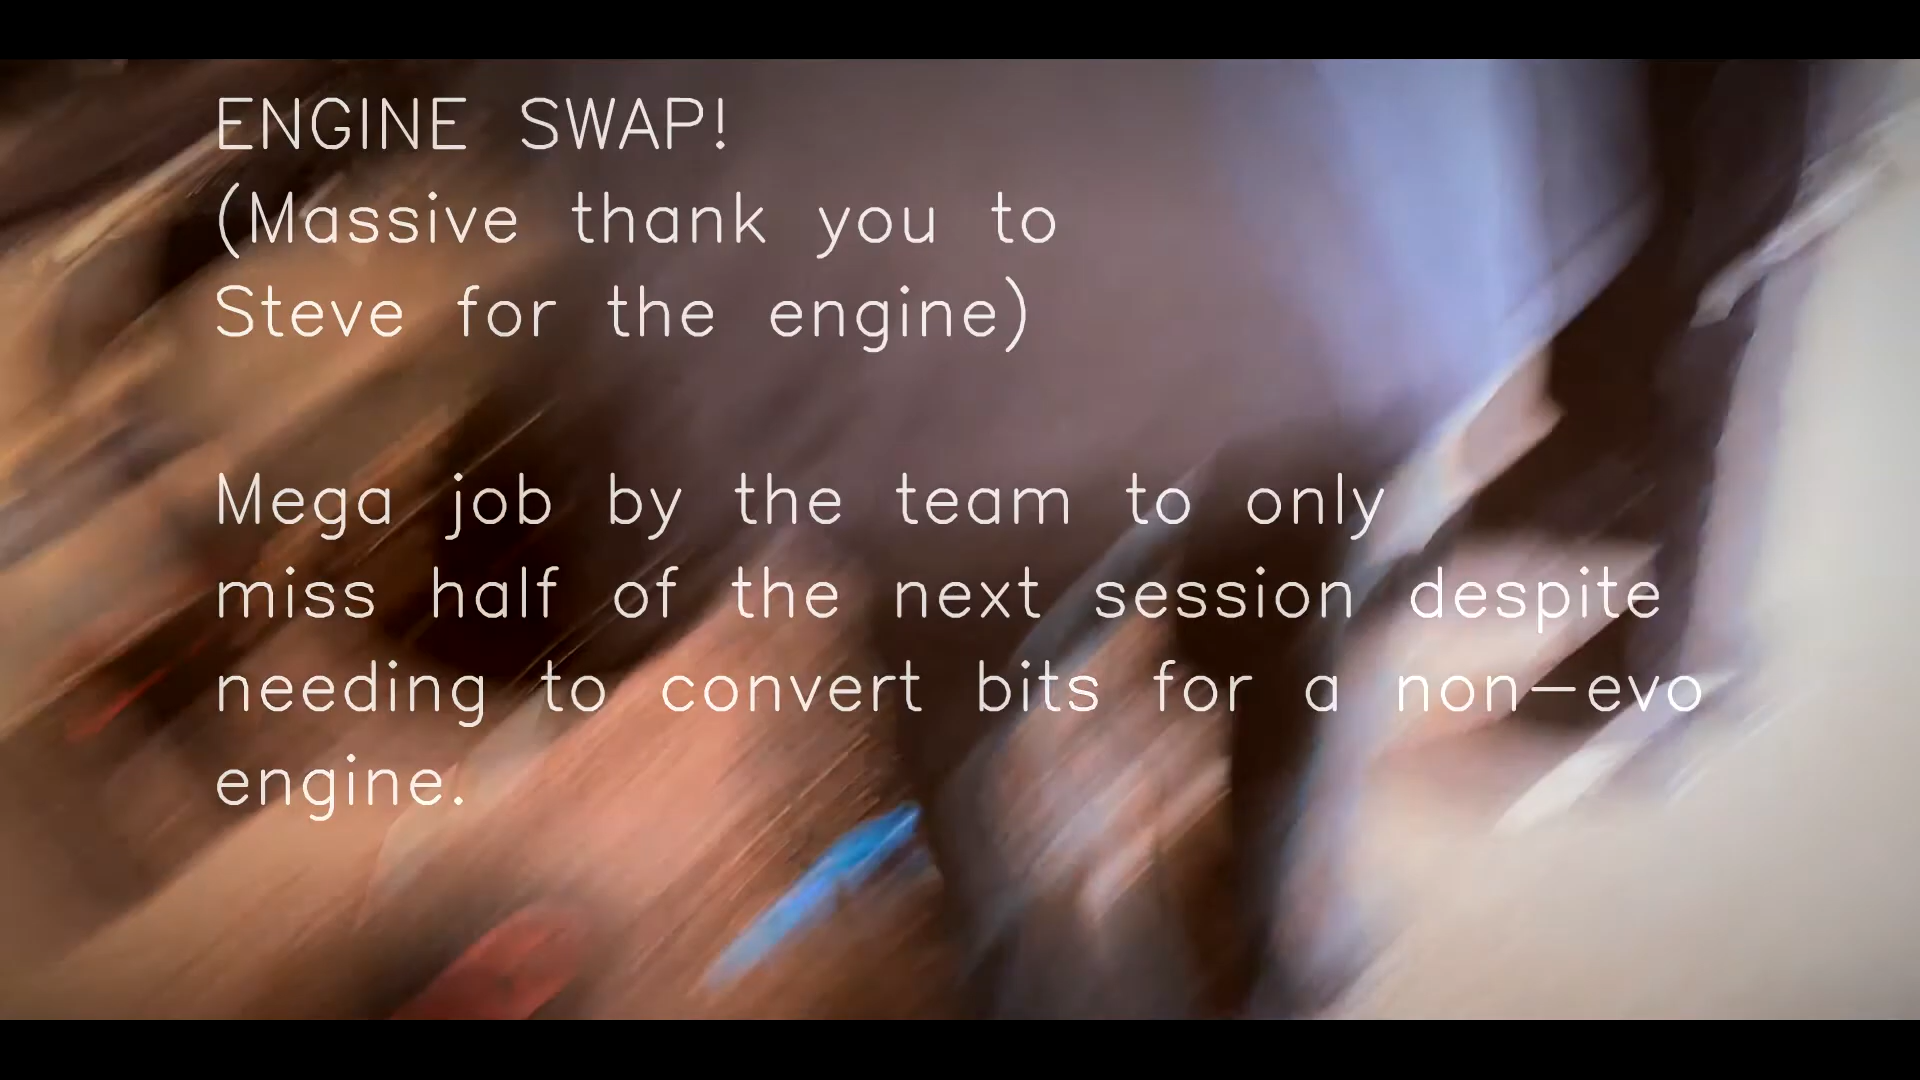 ENGINE SWAP!
(Massive thank you to
Steve for the engine)
Mega job by the team to only
miss half of the next session despite
needing to convert bits for a non-evo
engine.